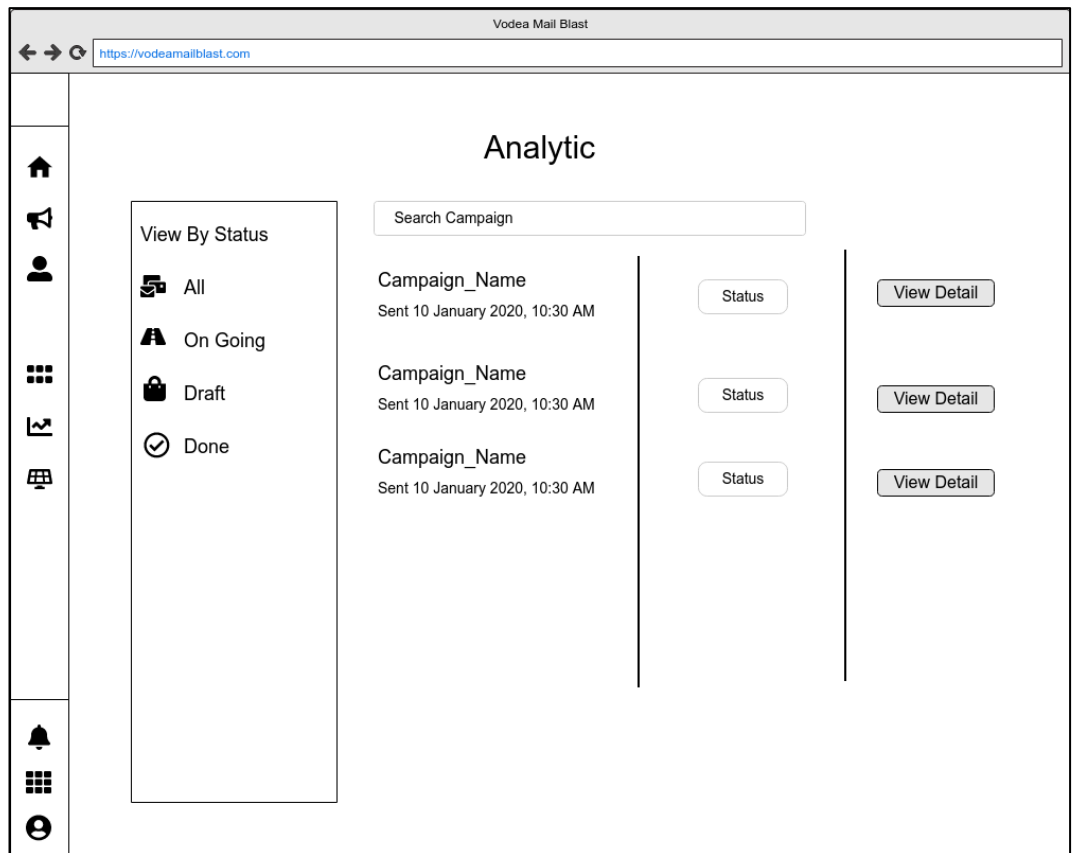 Vodea Mail Blast
https://vodeamailblast.com
Analytic
View By Status
All
On Going
Draft
Done
Search Campaign
Campaign_Name
Sent 10 January 2020, 10:30 AM
Status
View Detail
Campaign_Name
Sent 10 January 2020, 10:30 AM
Status
View Detail
Campaign_Name
Sent 10 January 2020, 10:30 AM
Status
View Detail